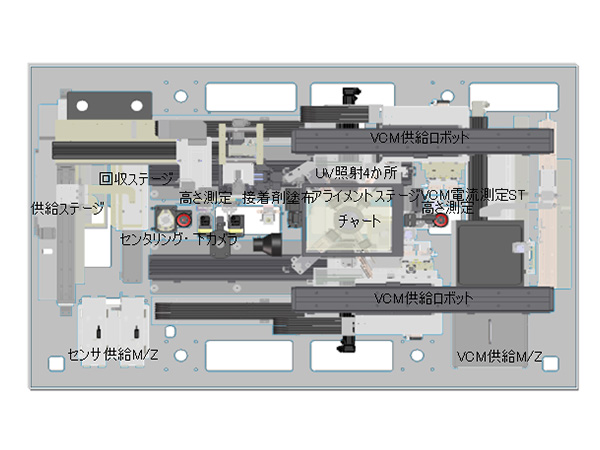 VCM供給ロボット
UV照射4か所
回収ステージ
高さ測定
接着剤塗布
アライメントステージ
VCM電流測定ST
供給ステージ
高さ測定
チャート
センタリング・下カメラ
VCM供給ロボット
センサ供給M/Z
VCM供給M/Z